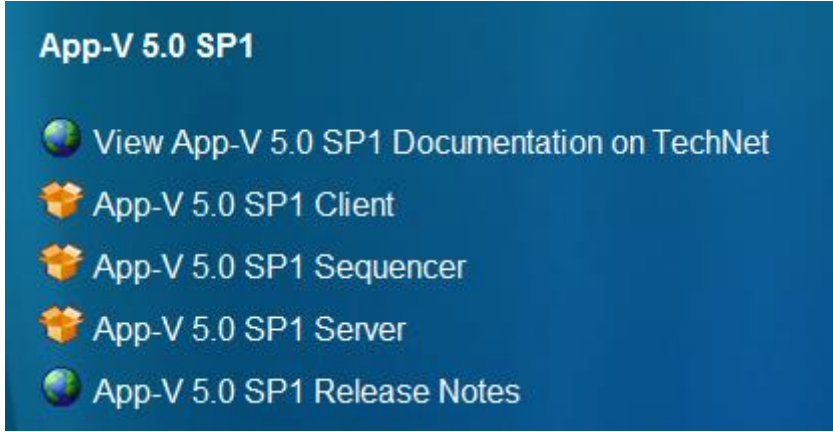 App-V 5.0 SP1
View App-V 5.0 SP1 Documentation on TechNet
App-V 5.0 SP1 Client
App-V 5.0 SP1 Sequencer
App-V 5.0 SP1 Server
App-V 5.0 SP1 Release Notes